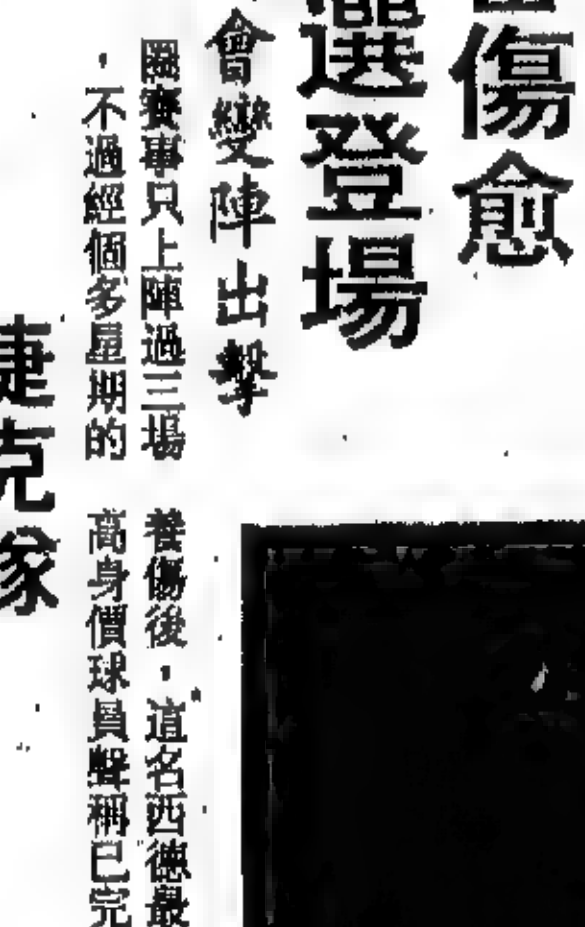 傷愈
選登場
會變陣出擊
圈賽事只上陣過三場
，不過經個多星期的
養傷後，這名西德最
高身價球員聲稱已完
捷克隊